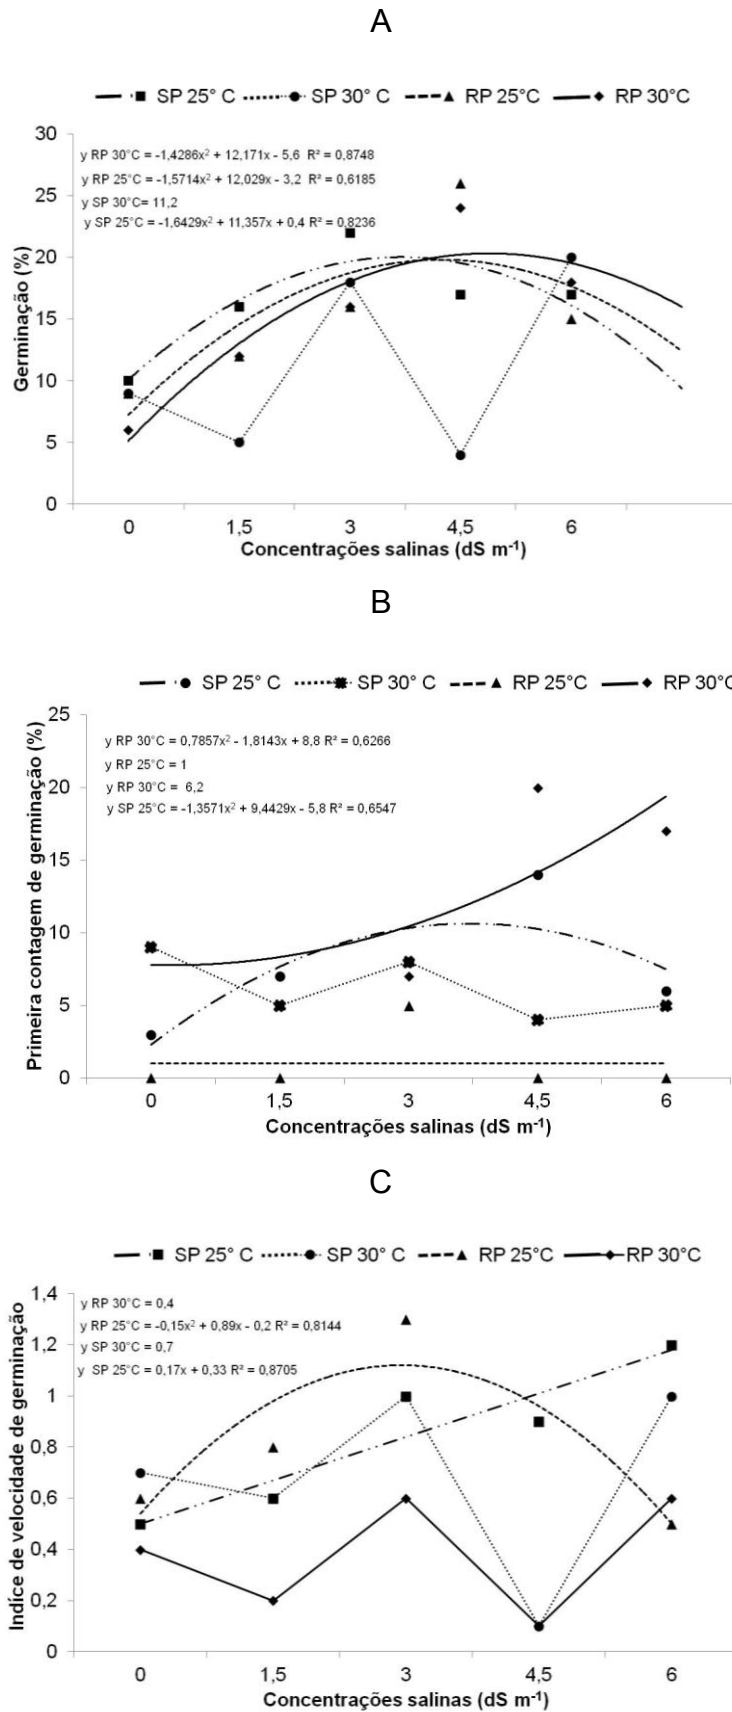 A
SP 25° C SP 30° C RP 25°C RP 30°C
30
25
20
15
10
5
0
Germinação (%)
y RP 30°C = -1,4286x² + 12,171x - 5,6 R² = 0,8748
y RP 25°C = -1,5714x² + 12,029x - 3,2 R² = 0,6185
y SP 30°C= 11,2
y SP 25°C = -1,6429x² + 11,357x + 0,4 R² = 0,8236
0 1,5 3 4,5 6
Concentrações salinas (dS m⁻¹)
B
SP 25° C SP 30° C RP 25°C RP 30°C
25
20
15
10
5
0
Primeira contagem de germinação (%)
y RP 30°C = 0,7857x² - 1,8143x + 8,8 R² = 0,6266
y RP 25°C = 1
y RP 30°C = 6,2
y SP 25°C = -1,3571x² + 9,4429x - 5,8 R² = 0,6547
0 1,5 3 4,5 6
Concentrações salinas (dS m⁻¹)
C
SP 25° C SP 30° C RP 25°C RP 30°C
1,4
1,2
1
0,8
0,6
0,4
0,2
0
Indíce de velocidade de germinação
y RP 30°C = 0,4
y RP 25°C = -0,15x² + 0,89x - 0,2 R² = 0,8144
y SP 30°C = 0,7
y SP 25°C = 0,17x + 0,33 R² = 0,8705
0 1,5 3 4,5 6
Concentrações salinas (dS m⁻¹)